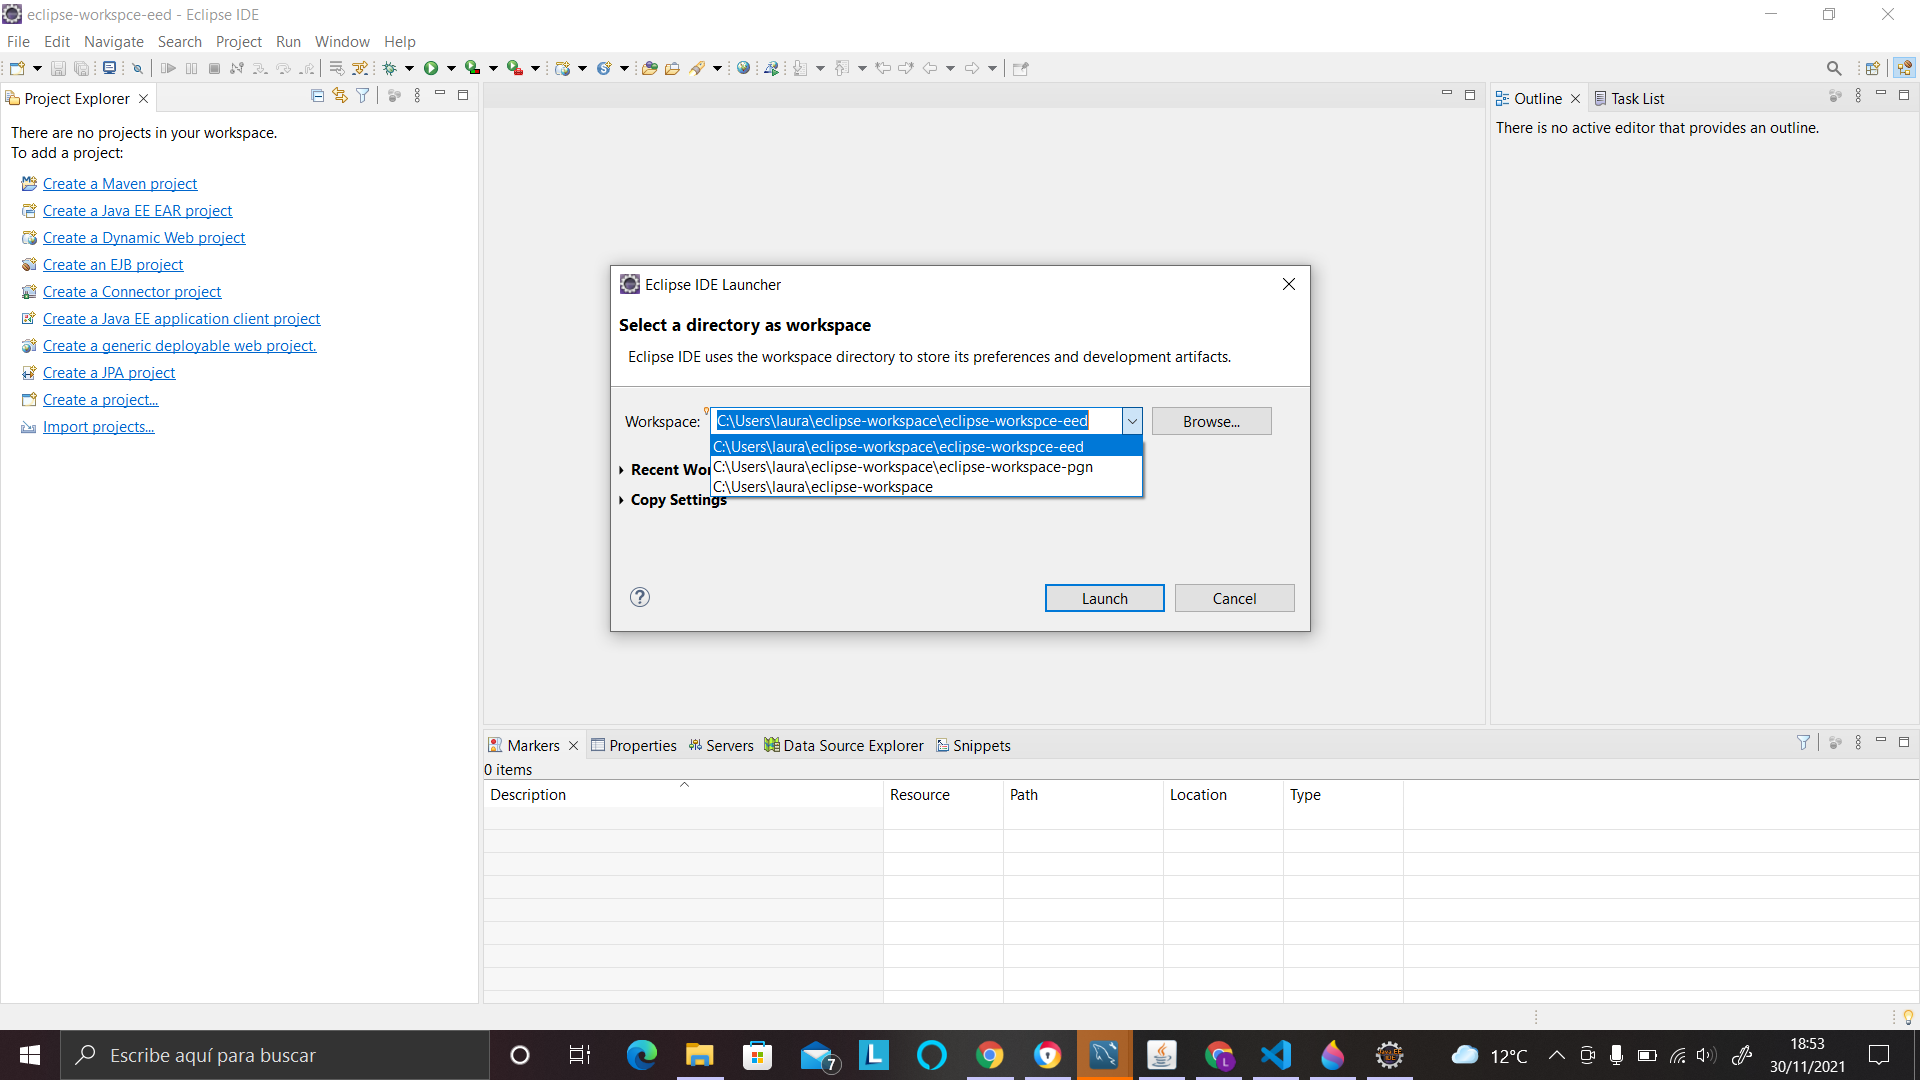 eclipse-workspce-eed - Eclipse IDE
File Edit Navigate Search Project Run Window Help
Project Explorer
There are no projects in your workspace.
To add a project:
Create a Maven project
Create a Java EE EAR project
Create a Dynamic Web project
Create an EJB project
Create a Connector project
Create a Java EE application client project
Create a generic deployable web project.
Create a JPA project
Create a project...
Import projects...
Outline Task List
There is no active editor that provides an outline.
Eclipse IDE Launcher
Select a directory as workspace
Eclipse IDE uses the workspace directory to store its preferences and development artifacts.
Workspace: C:\Users\laura\eclipse-workspace\eclipse-workspce-eed Browse...
C:\Users\laura\eclipse-workspace\eclipse-workspce-eed
Recent Wor C:\Users\laura\eclipse-workspace\eclipse-workspace-pgn
C:\Users\laura\eclipse-workspace
Copy Settings
Launch Cancel
Markers Properties Servers Data Source Explorer Snippets
0 items
Description Resource Path Location Type
Escribe aquí para buscar
7
L
L
12°C
18:53
30/11/2021